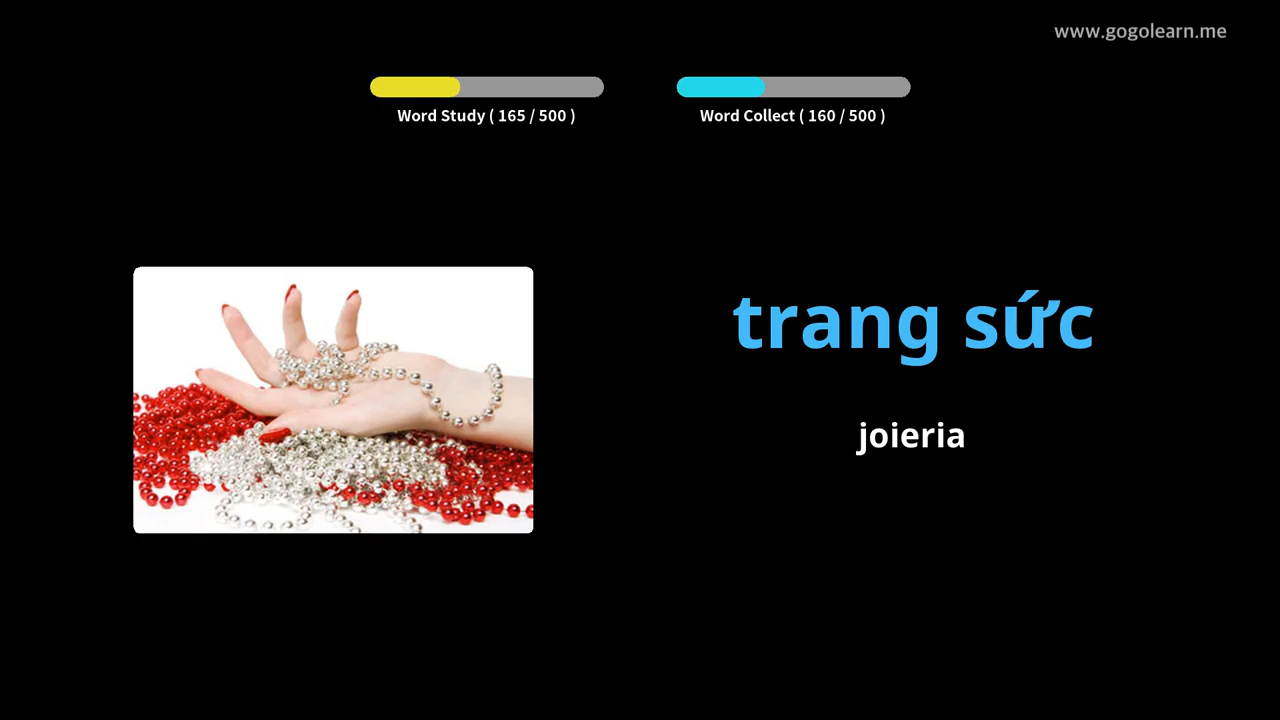 www.gogolearn.me
Word Study ( 165 / 500 )
Word Collect ( 160 / 500 )
trang sức
joieria